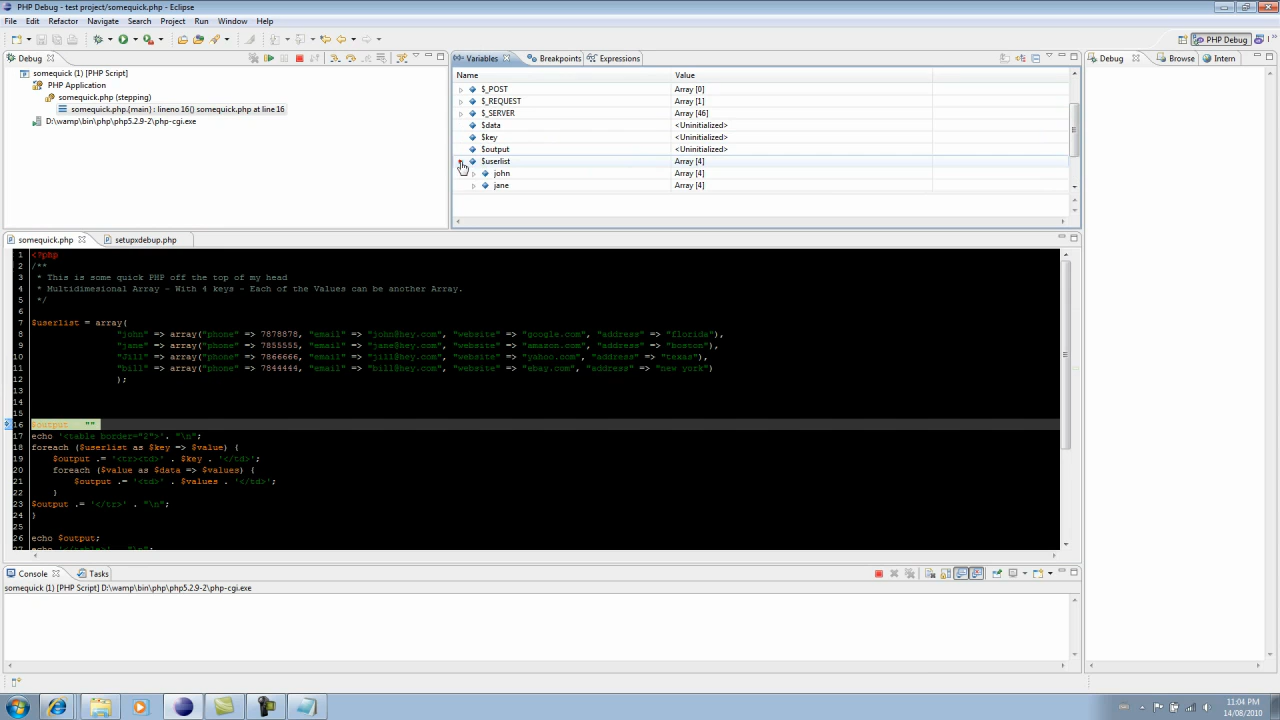 PHP Debug - test project/somequick.php - Eclipse
File Edit Refactor Navigate Search Project Run Window Help
PHP Debug
Debug
somequick (1) [PHP Script]
PHP Application
somequick.php (stepping)
somequick.php.{main} : lineno 16() somequick.php at line 16
D:\wamp\bin\php\php5.2.9-2\php-cgi.exe
Variables Breakpoints Expressions
Name Value
$_POST Array [0]
$_REQUEST Array [1]
$_SERVER Array [46]
$data <Uninitialized>
$key <Uninitialized>
$output <Uninitialized>
$userlist Array [4]
john Array [4]
jane Array [4]
Debug Browse Intern
somequick.php setupxdebug.php
1 <?php
2 /**
3 * This is some quick PHP off the top of my head
4 * Multidimesional Array - With 4 keys - Each of the Values can be another Array.
5 */
6
7 $userlist = array(
8 "john" => array("phone" => 7878878, "email" => "john@hey.com", "website" => "google.com", "address" => "florida"),
9 "jane" => array("phone" => 7855555, "email" => "jane@hey.com", "website" => "amazon.com", "address" => "boston"),
10 "Jill" => array("phone" => 7866666, "email" => "jill@hey.com", "website" => "yahoo.com", "address" => "texas"),
11 "bill" => array("phone" => 7844444, "email" => "bill@hey.com", "website" => "ebay.com", "address" => "new york")
12 );
13
14
15
16 $output ""
17 echo '<table border="2">'. "\n";
18 foreach ($userlist as $key => $value) {
19 $output .= '<tr><td>' . $key . '</td>';
20 foreach ($value as $data => $values) {
21 $output .= '<td>' . $values . '</td>';
22 }
23 $output .= '</tr>' . "\n";
24 }
25
26 echo $output;
27 echo '</table>' . "\n";
Console Tasks
somequick (1) [PHP Script] D:\wamp\bin\php\php5.2.9-2\php-cgi.exe
11:04 PM
14/08/2010